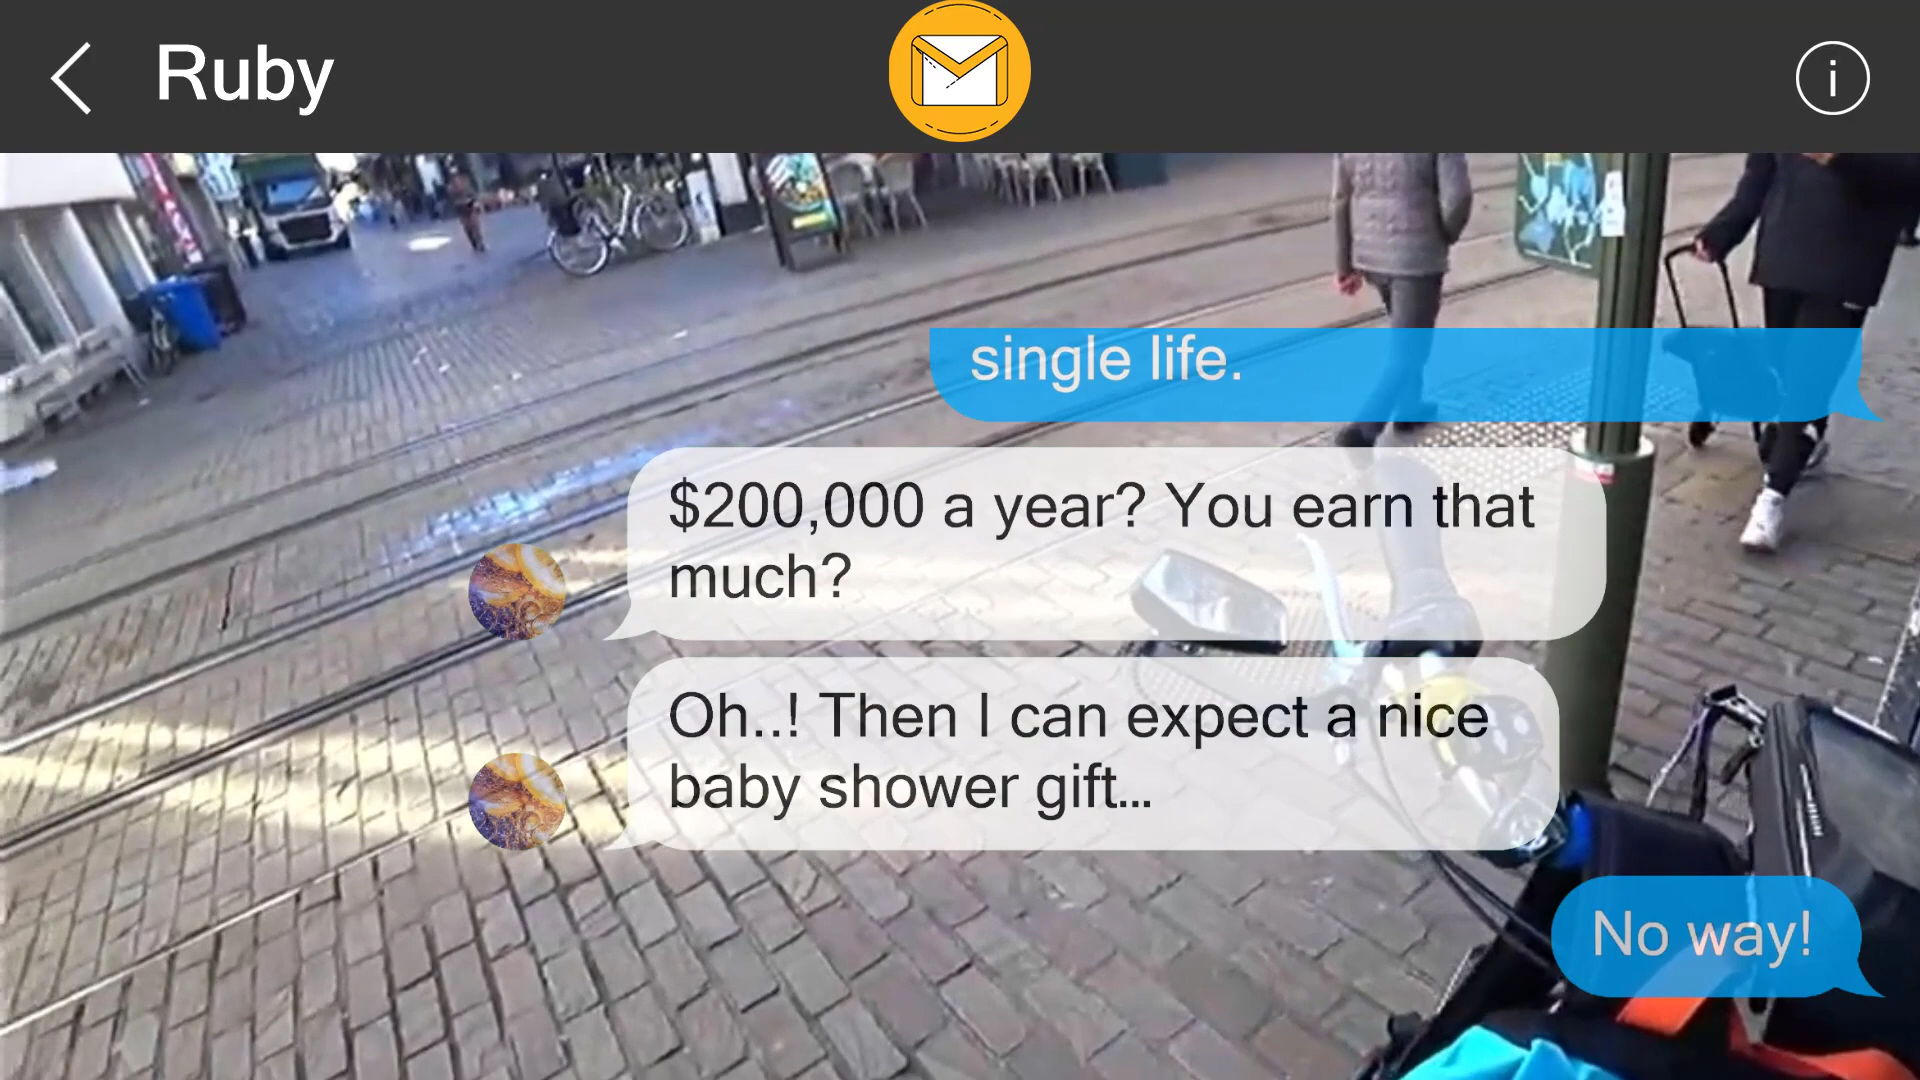 Ruby
single life.
$200,000 a year? You earn that
much?
Oh..! Then I can expect a nice
baby shower gift...
No way!